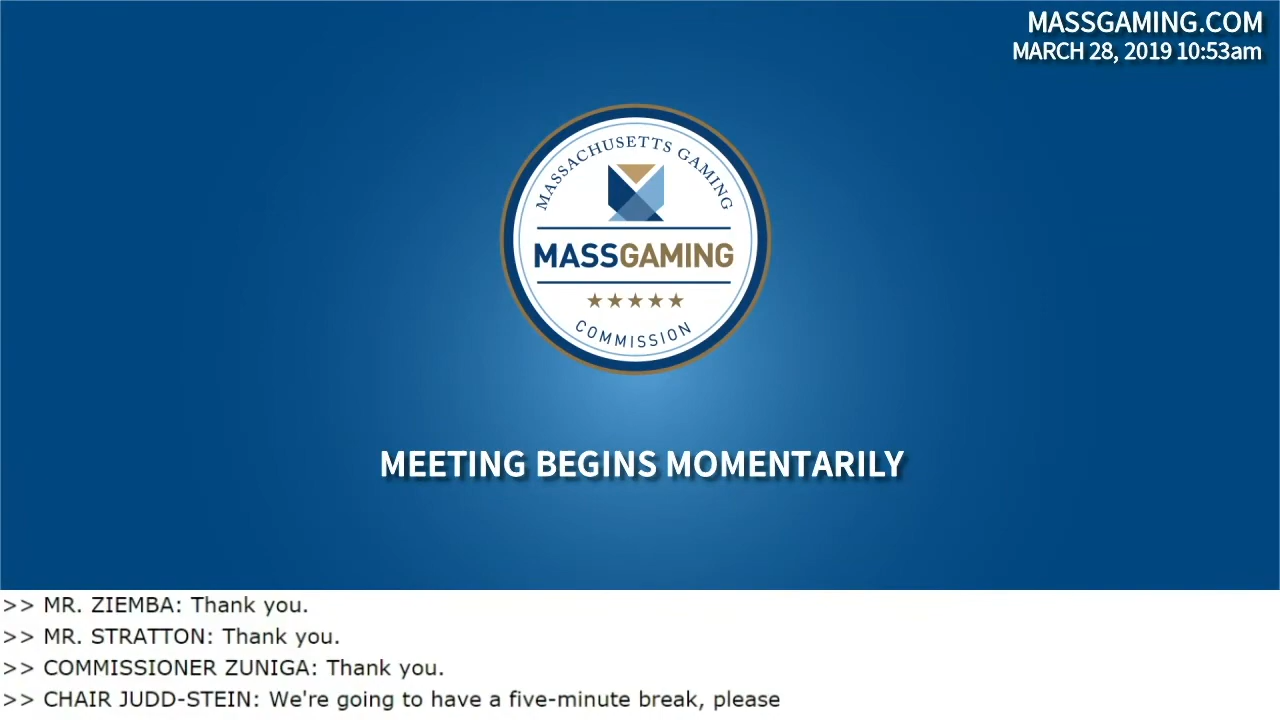 MASSGAMING.COM
MARCH 28, 2019 10:53am
MASSACHUSETTS GAMING
MASSGAMING
COMMISSION
MEETING BEGINS MOMENTARILY
>> MR. ZIEMBA: Thank you.
>> MR. STRATTON: Thank you.
>> COMMISSIONER ZUNIGA: Thank you.
>> CHAIR JUDD-STEIN: We're going to have a five-minute break, please